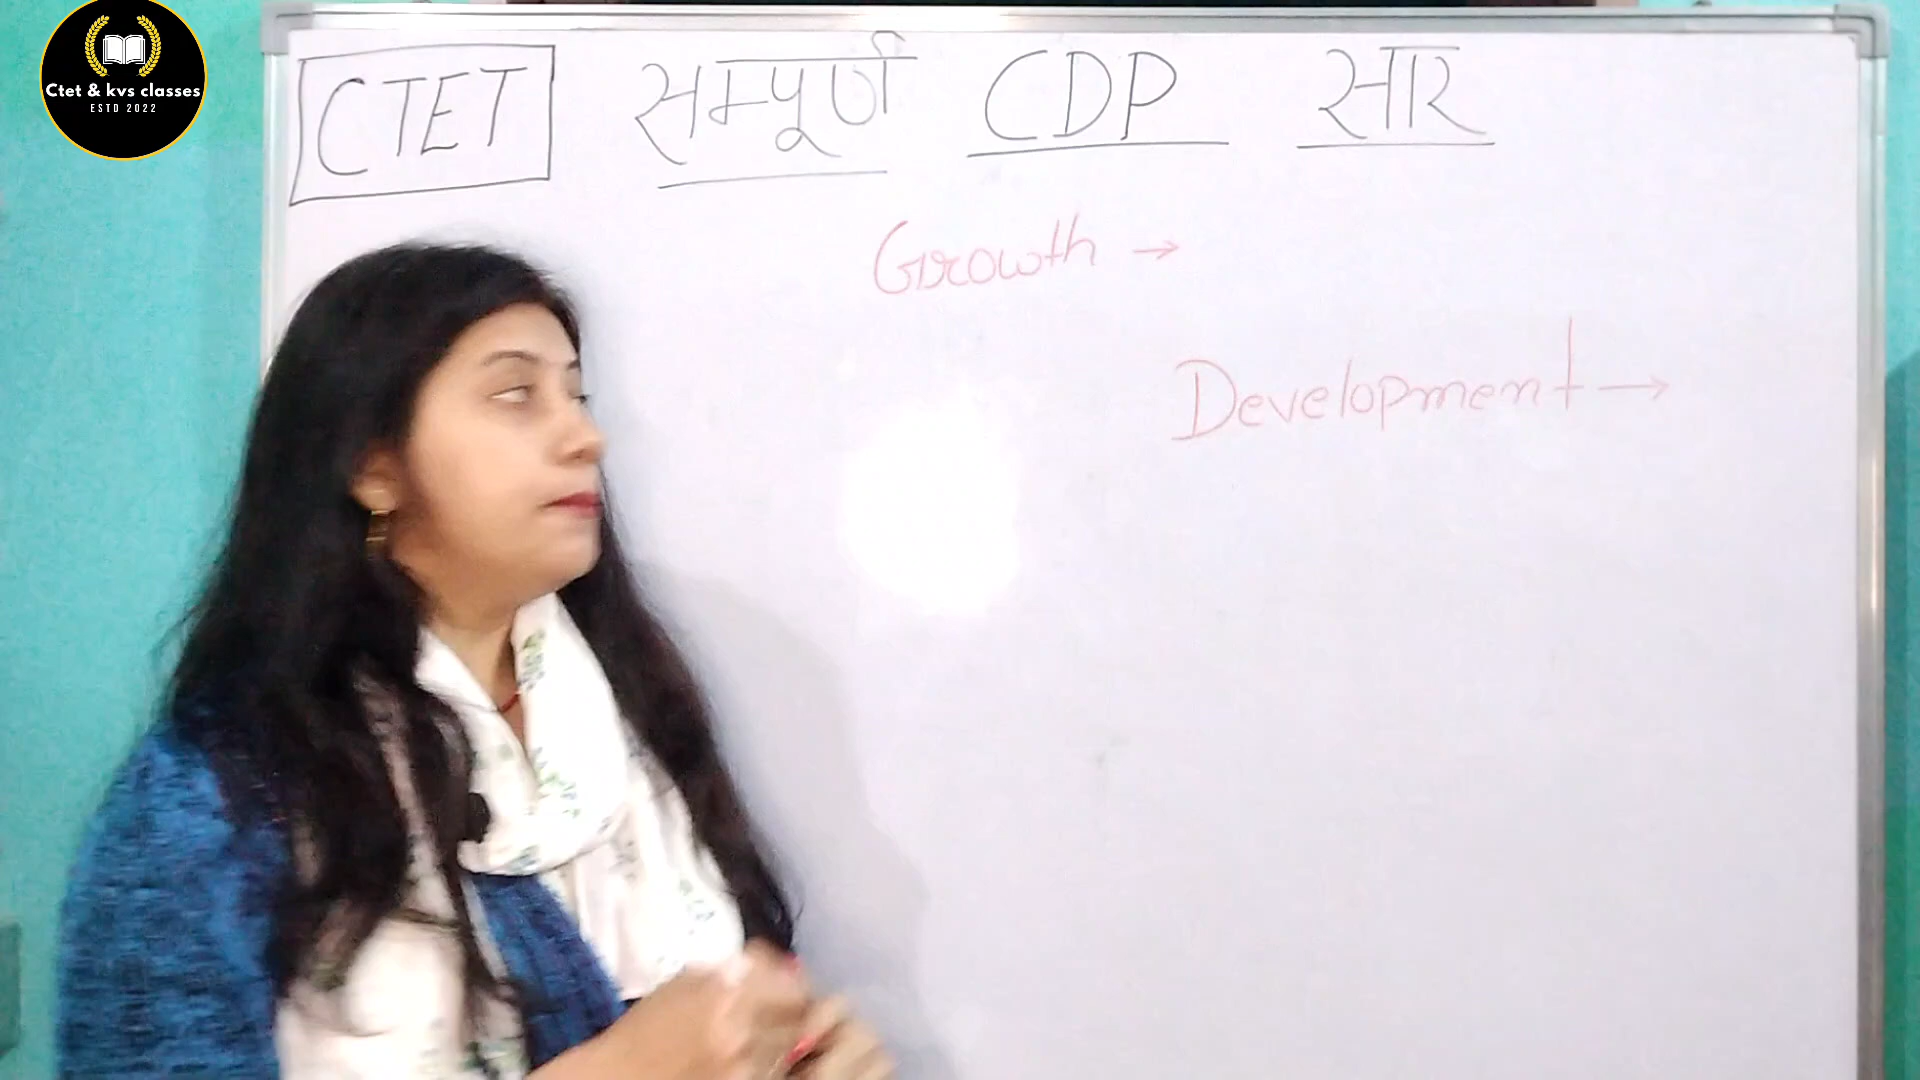 Ctet & kvs classes
ESTD 2022
CTET सम्पूर्ण CDP सार
Growth →
Development →